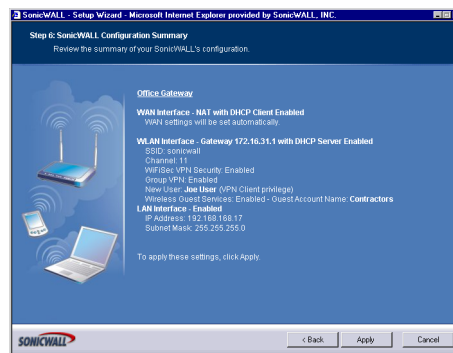 SonicWALL - Setup Wizard - Microsoft Internet Explorer provided by SonicWALL, INC.
Step 6: SonicWALL Configuration Summary
Review the summary of your SonicWALL's configuration.
Office Gateway
WAN Interface - NAT with DHCP Client Enabled
WAN settings will be set automatically.
WLAN Interface - Gateway 172.16.31.1 with DHCP Server Enabled
SSID: sonicwall
Channel: 11
WiFiSec VPN Security: Enabled
Group VPN: Enabled
New User: Joe User (VPN Client privilege)
Wireless Guest Services: Enabled - Guest Account Name: Contractors
LAN Interface - Enabled
IP Address: 192.168.168.17
Subnet Mask: 255.255.255.0
To apply these settings, click Apply.
SONICWALL
< Back Apply Cancel